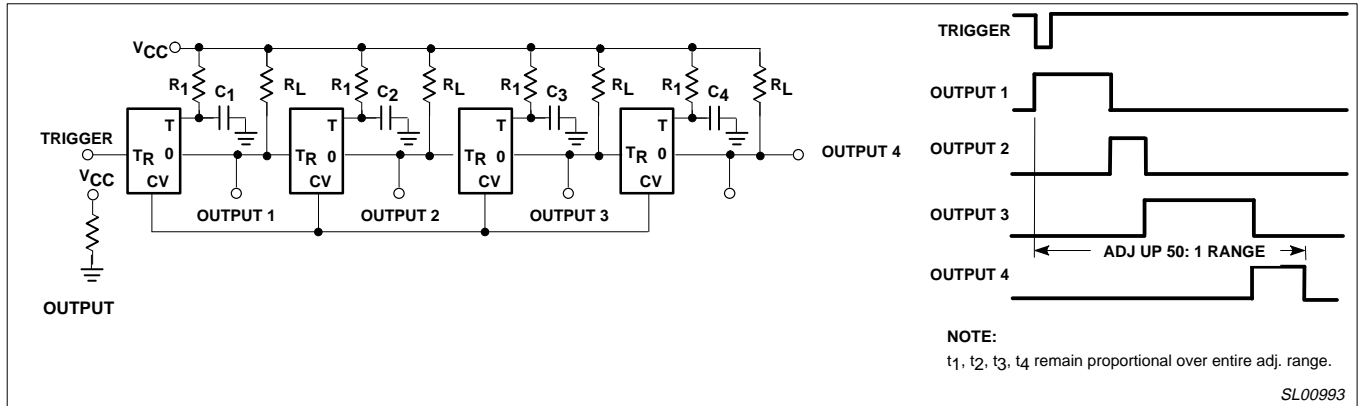 VCC
R1 C1 RL R1 C2 RL R1 C3 RL R1 C4 RL
TRIGGER
T T T T
TR 0 TR 0 TR 0 TR 0
OUTPUT 4
VCC
CV CV CV CV
OUTPUT 1 OUTPUT 2 OUTPUT 3
OUTPUT
TRIGGER
OUTPUT 1
OUTPUT 2
OUTPUT 3
ADJ UP 50: 1 RANGE
OUTPUT 4
NOTE:
t1, t2, t3, t4 remain proportional over entire adj. range.
SL00993